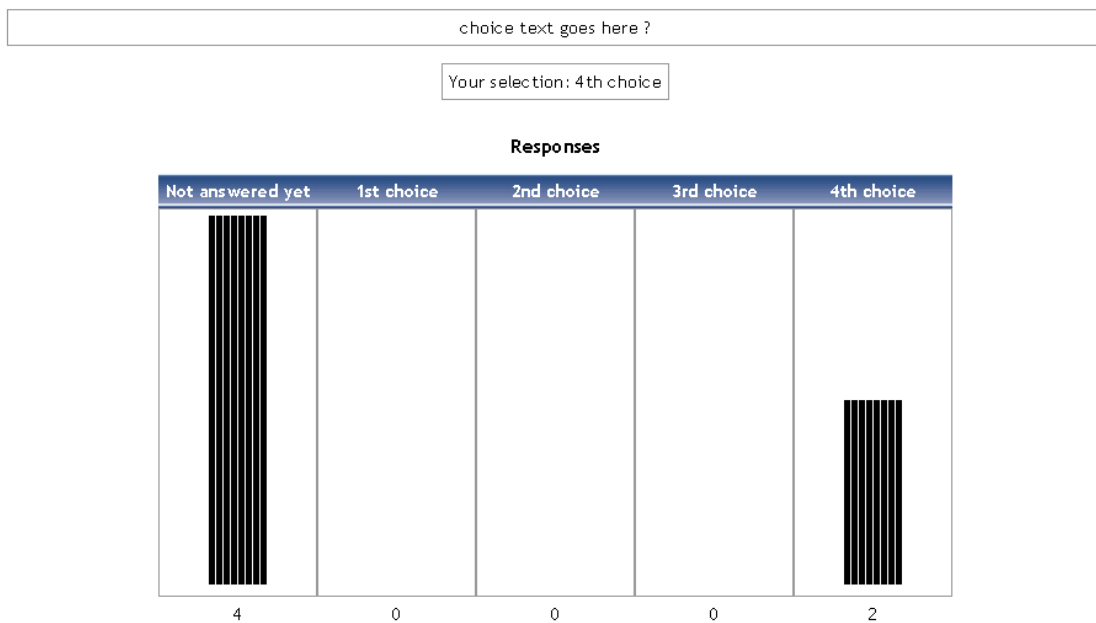 choice text goes here ?
Your selection: 4th choice
Responses
Not answered yet 1st choice 2nd choice 3rd choice 4th choice
4 0 0 0 2